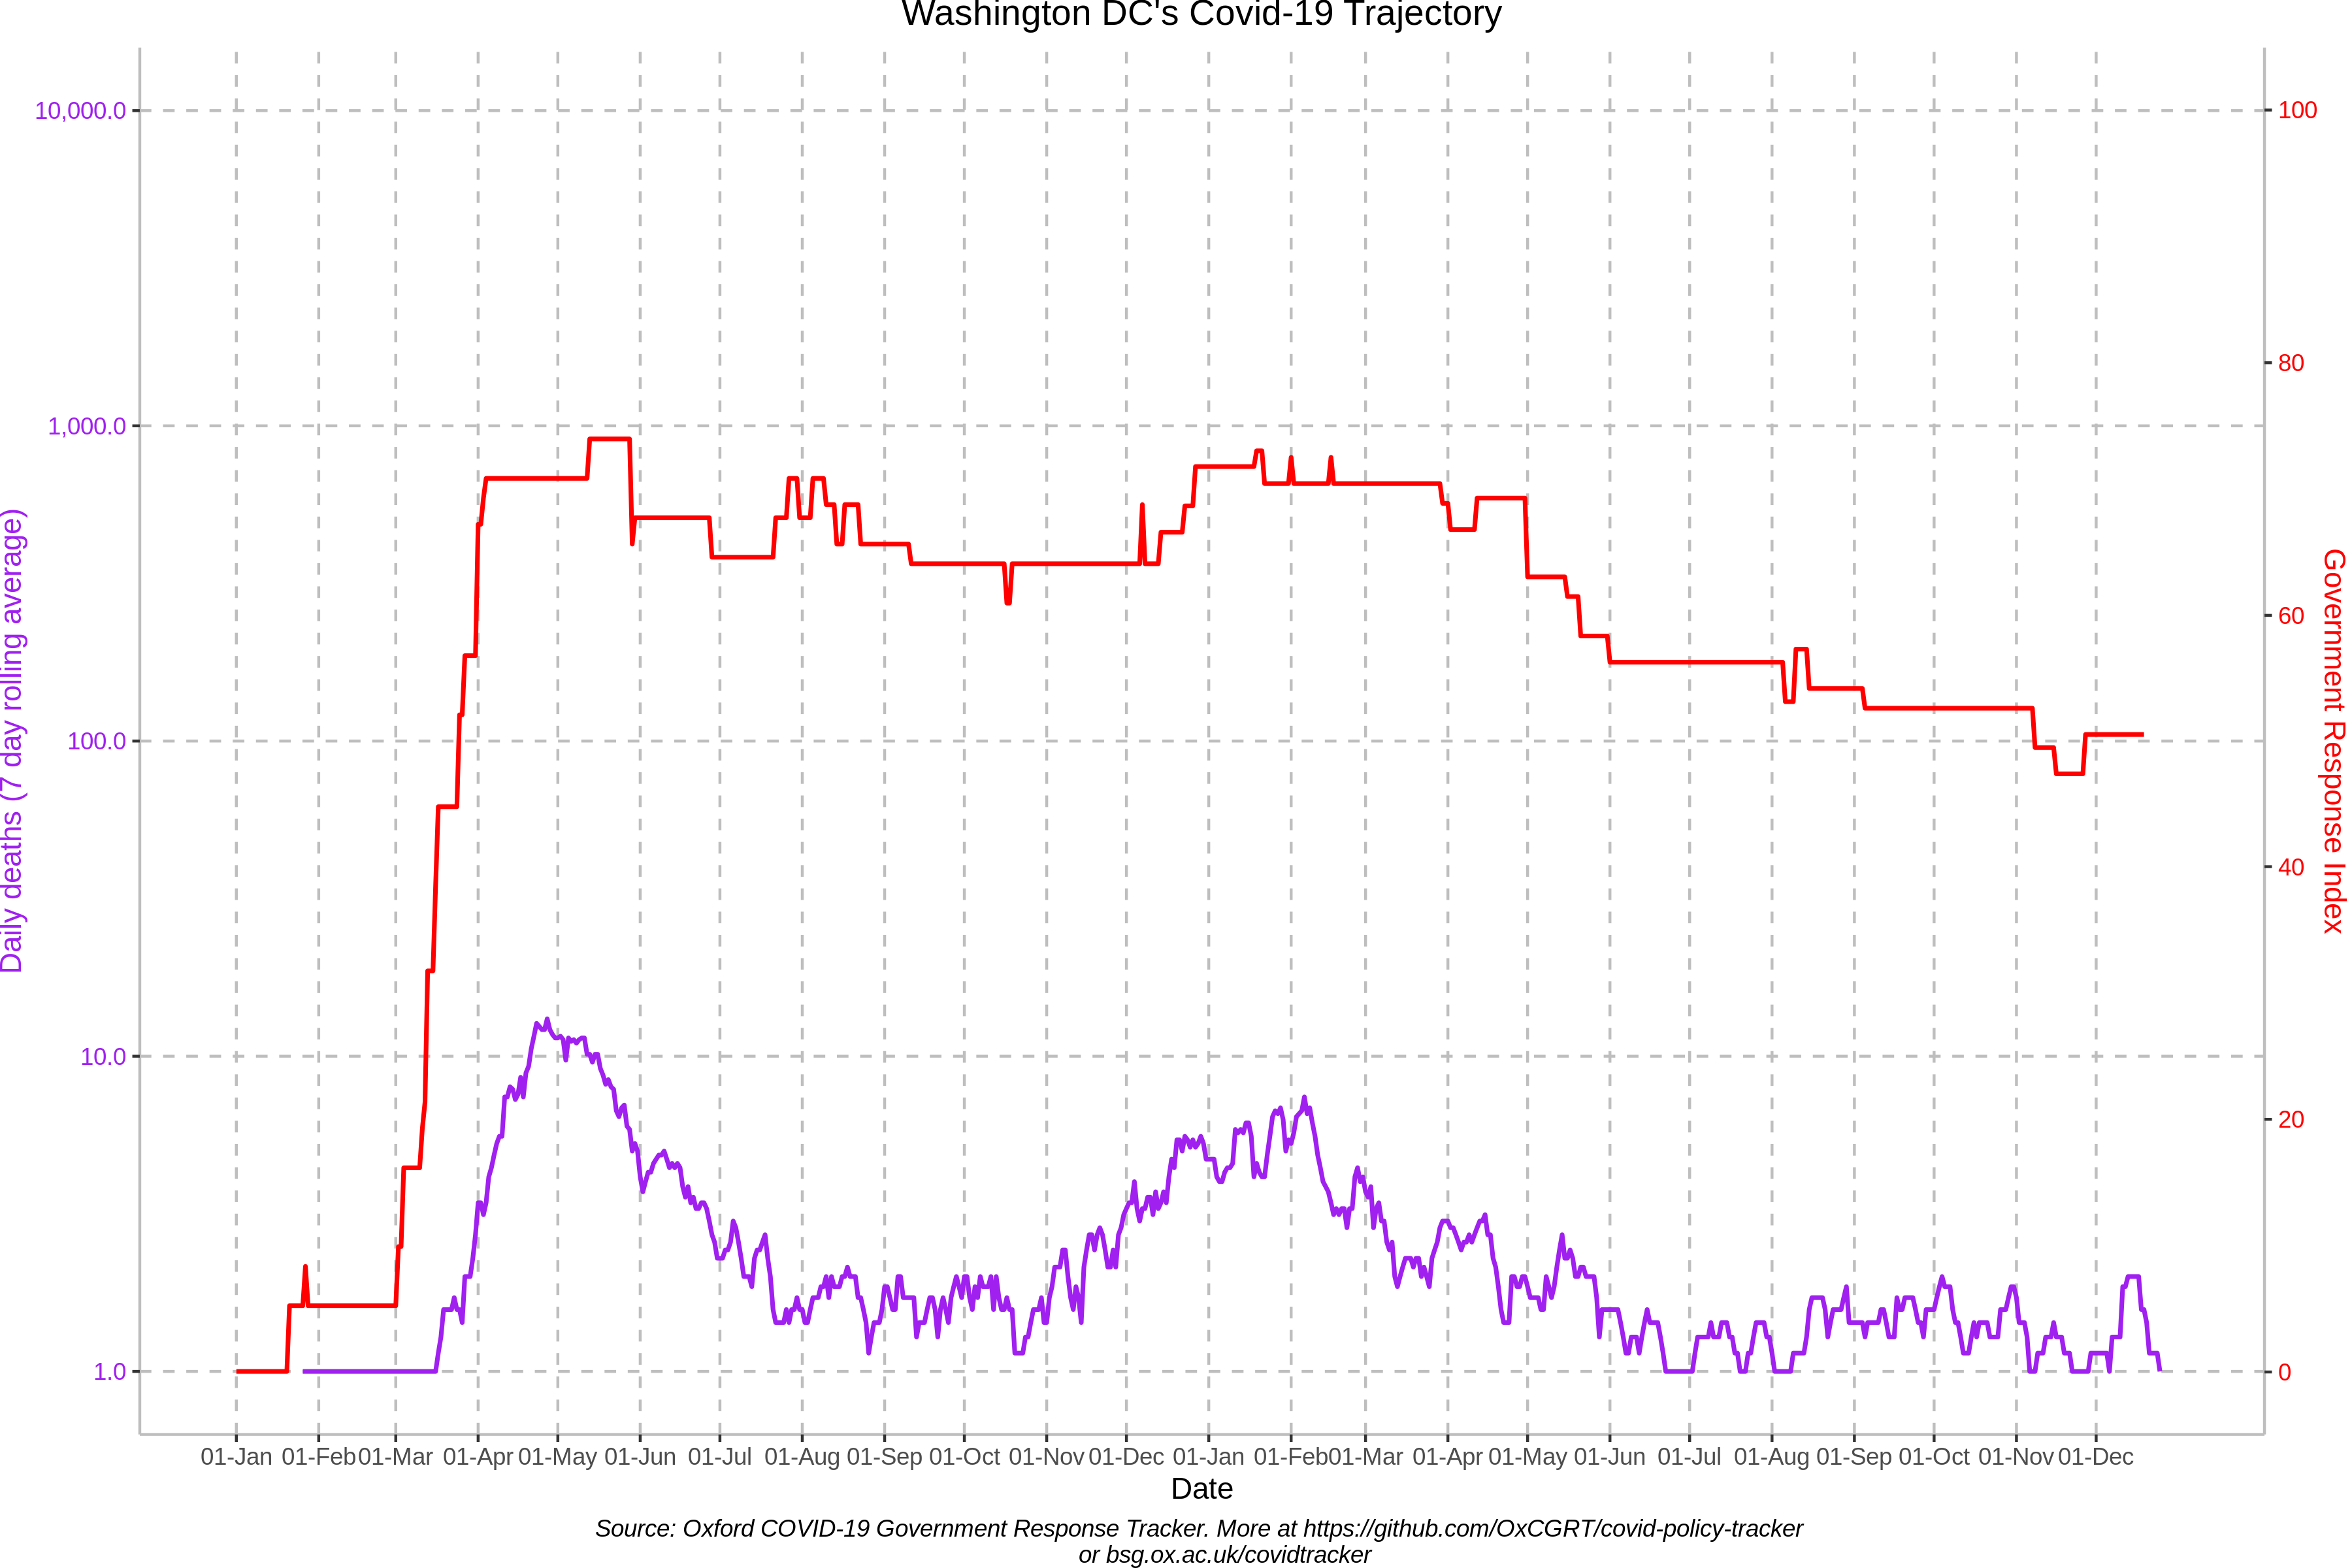 Washington DC's Covid-19 Trajectory
10,000.0
1,000.0
100.0
10.0
1.0
Daily deaths (7 day rolling average)
100
80
60
40
20
0
Government Response Index
01-Jan 01-Feb 01-Mar 01-Apr 01-May 01-Jun 01-Jul 01-Aug 01-Sep 01-Oct 01-Nov 01-Dec 01-Jan 01-Feb 01-Mar 01-Apr 01-May 01-Jun 01-Jul 01-Aug 01-Sep 01-Oct 01-Nov 01-Dec
Date
Source: Oxford COVID-19 Government Response Tracker. More at https://github.com/OxCGRT/covid-policy-tracker
or bsg.ox.ac.uk/covidtracker